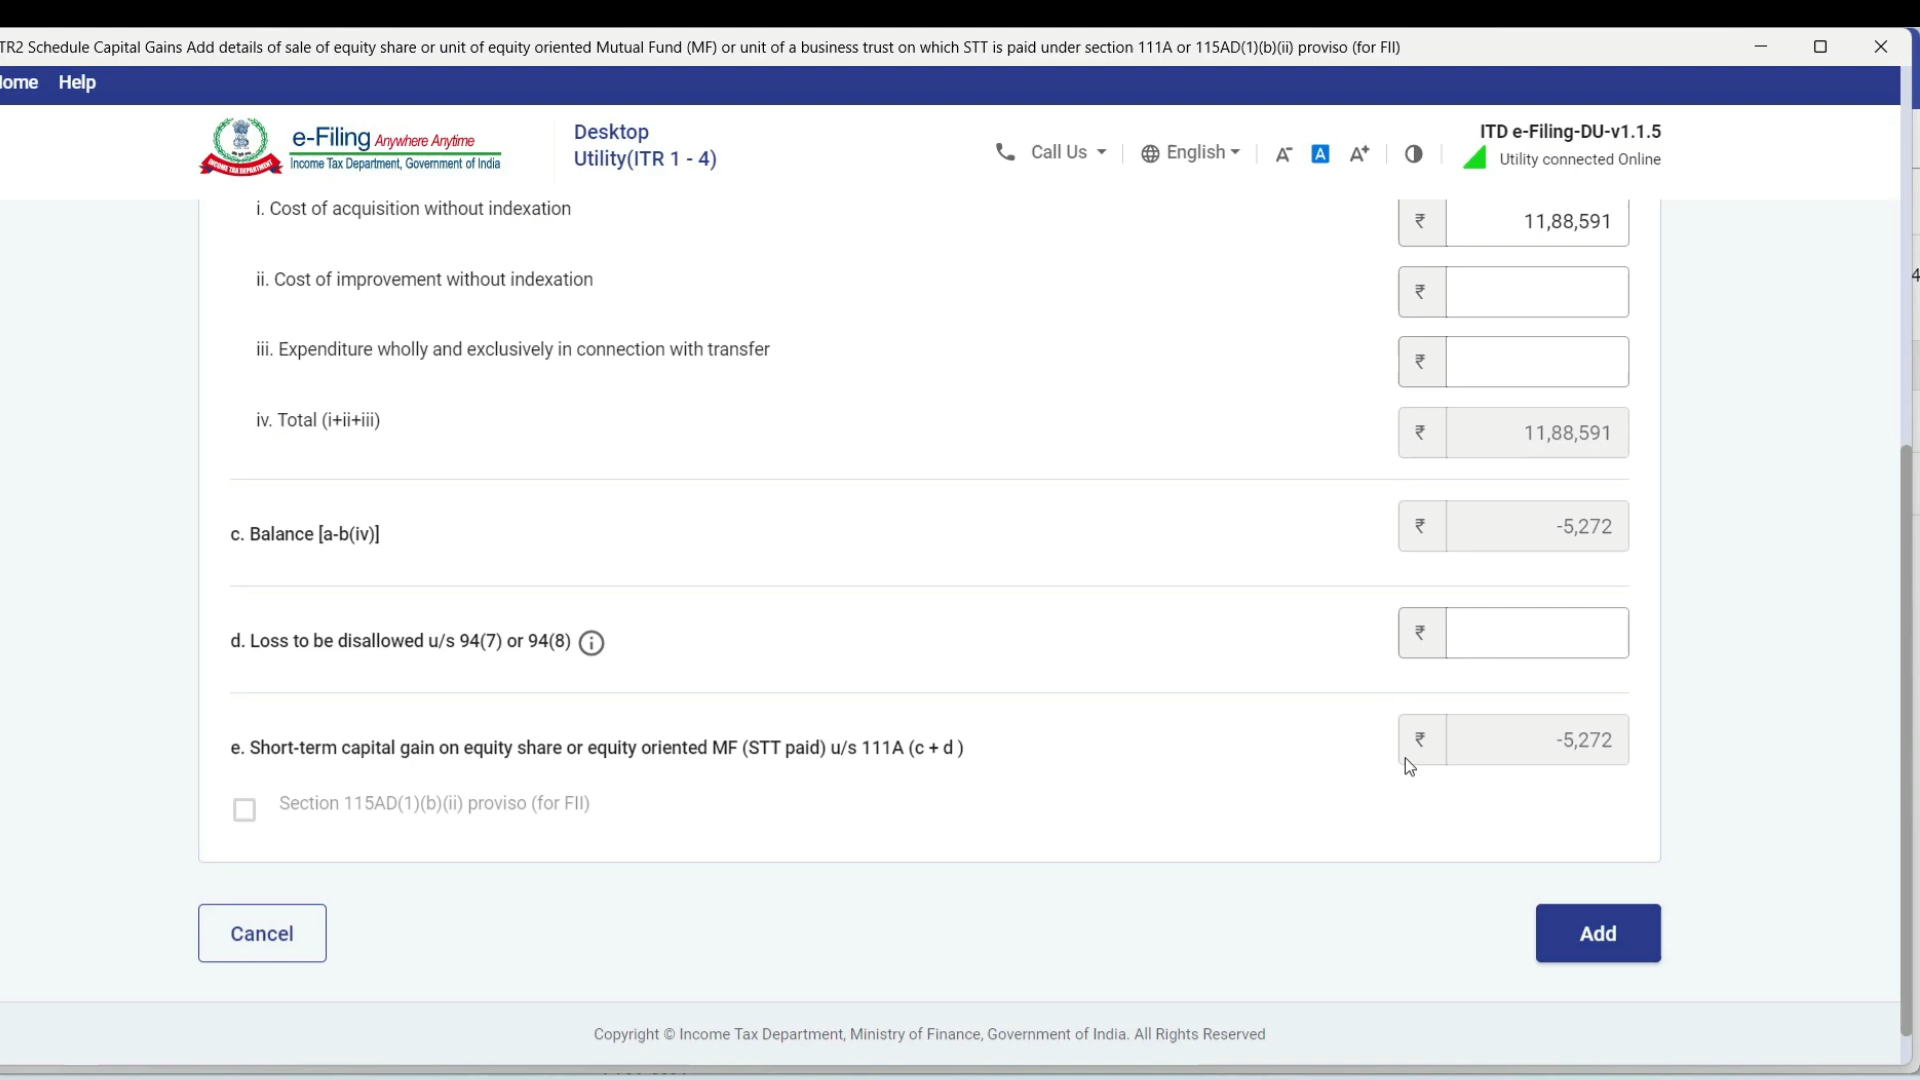 TR2 Schedule Capital Gains Add details of sale of equity share or unit of equity oriented Mutual Fund (MF) or unit of a business trust on which STT is paid under section 111A or 115AD(1)(b)(ii) proviso (for FII)
Home Help
e-Filing Anywhere Anytime
Income Tax Department, Government of India
Desktop
Utility(ITR 1 - 4)
Call Us
English
A-
A
A+
ITD e-Filing-DU-v1.1.5
Utility connected Online
i. Cost of acquisition without indexation ₹ 11,88,591
ii. Cost of improvement without indexation ₹
iii. Expenditure wholly and exclusively in connection with transfer ₹
iv. Total (i+ii+iii) ₹ 11,88,591
c. Balance [a-b(iv)] ₹ -5,272
d. Loss to be disallowed u/s 94(7) or 94(8) ₹
e. Short-term capital gain on equity share or equity oriented MF (STT paid) u/s 111A (c + d ) ₹ -5,272
Section 115AD(1)(b)(ii) proviso (for FII)
Cancel
Add
Copyright © Income Tax Department, Ministry of Finance, Government of India. All Rights Reserved